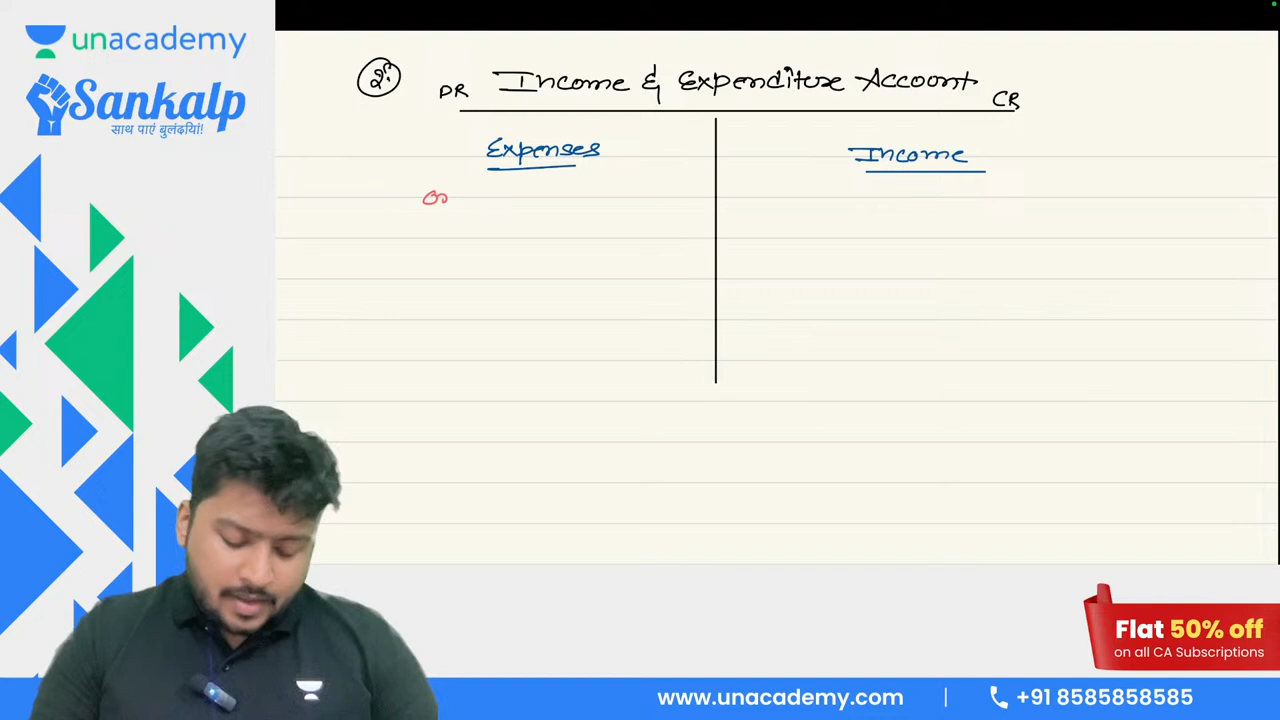 unacademy
Sankalp
साथ पाएं बुलंदियां!
2
DR Income & Expenditure Account CR
Expenses
Income
Flat 50% off
on all CA Subscriptions
www.unacademy.com | +91 8585858585